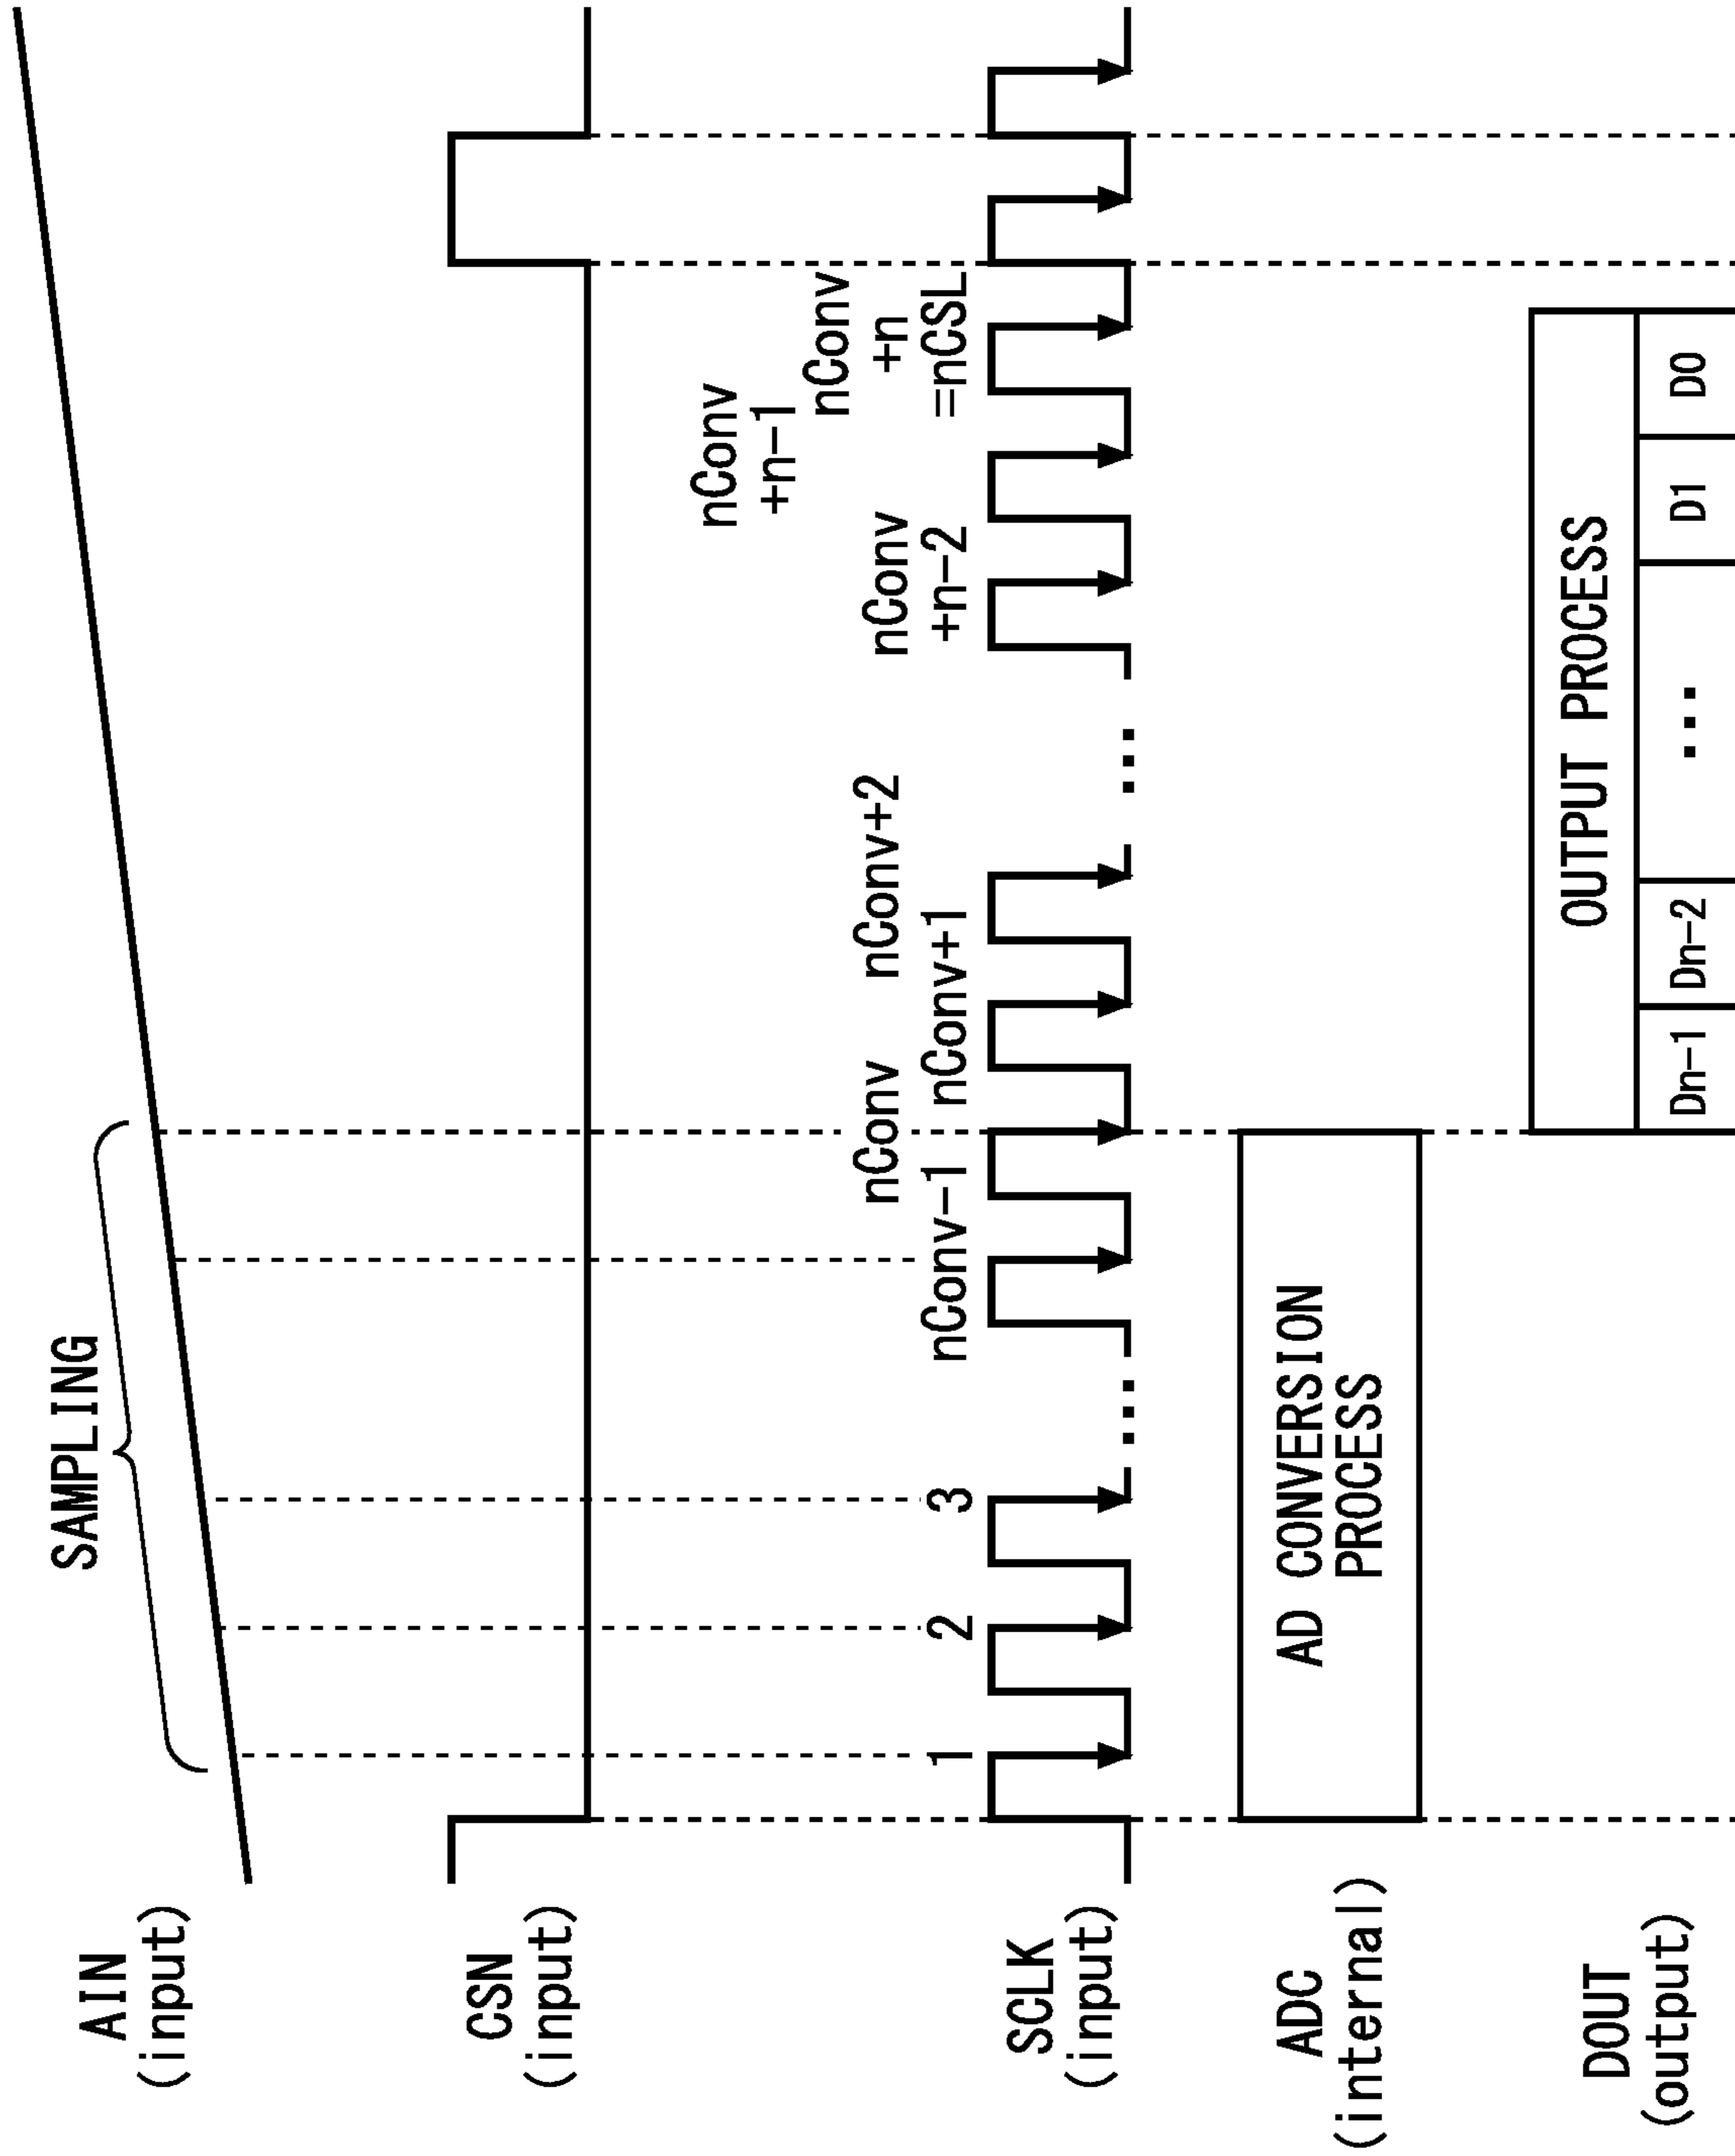 SAMPLING
AIN
(input)
CSN
(input)
nConv
+n-1
nConv
+n
=nCSL
nConv
nConv+2
nConv
+n-2
1
2
3
nConv-1
nConv+1
SCLK
(input)
...
...
ADC
(internal)
AD CONVERSION
PROCESS
DOUT
(output)
OUTPUT PROCESS
Dn-1
Dn-2
...
D1
D0